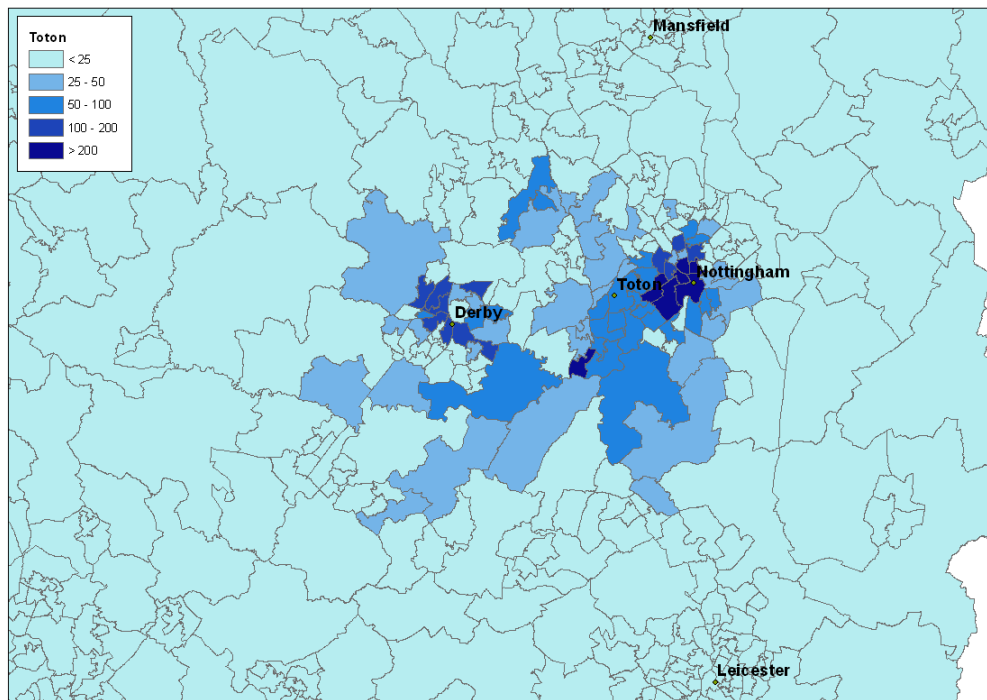 Toton
< 25
25 - 50
50 - 100
100 - 200
> 200
Mansfield
Nottingham
Toton
Derby
Leicester